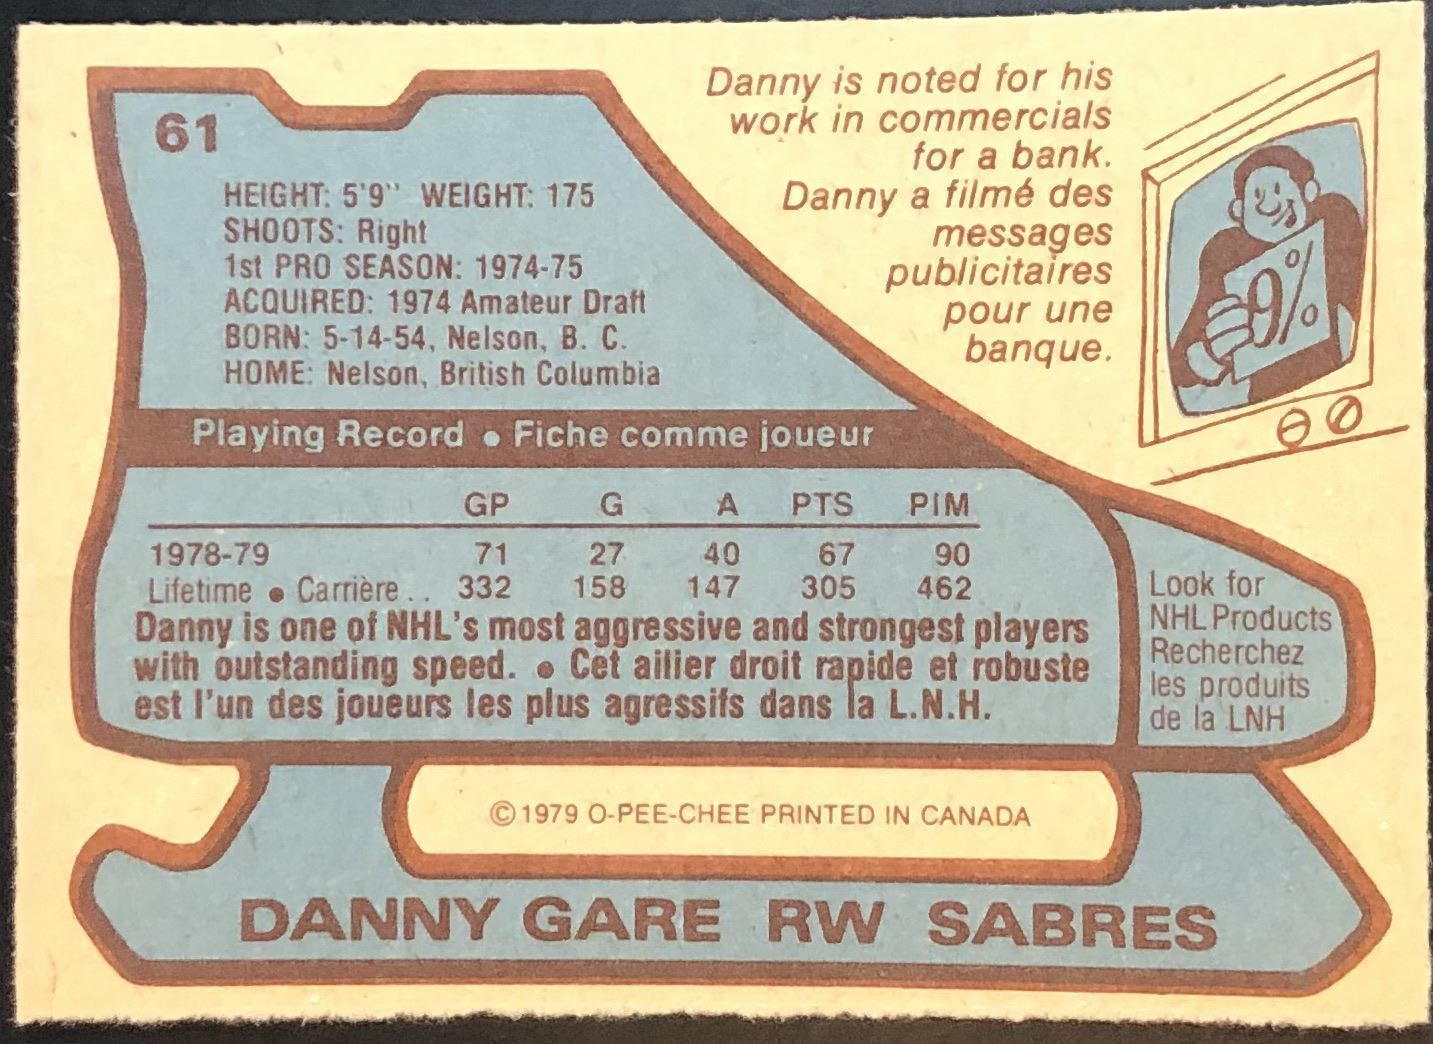 61
HEIGHT: 5'9" WEIGHT: 175
SHOOTS: Right
1st PRO SEASON: 1974-75
ACQUIRED: 1974 Amateur Draft
BORN: 5-14-54, Nelson, B. C.
HOME: Nelson, British Columbia
Danny is noted for his
work in commercials
for a bank.
Danny a filmé des
messages
publicitaires
pour une
banque.
9%
Playing Record • Fiche comme joueur
GP G A PTS PIM
1978-79 71 27 40 67 90
Lifetime • Carrière.. 332 158 147 305 462
Danny is one of NHL's most aggressive and strongest players
with outstanding speed. • Cet ailier droit rapide et robuste
est l'un des joueurs les plus agressifs dans la L.N.H.
Look for
NHL Products
Recherchez
les produits
de la LNH
©1979 O-PEE-CHEE PRINTED IN CANADA
DANNY GARE RW SABRES